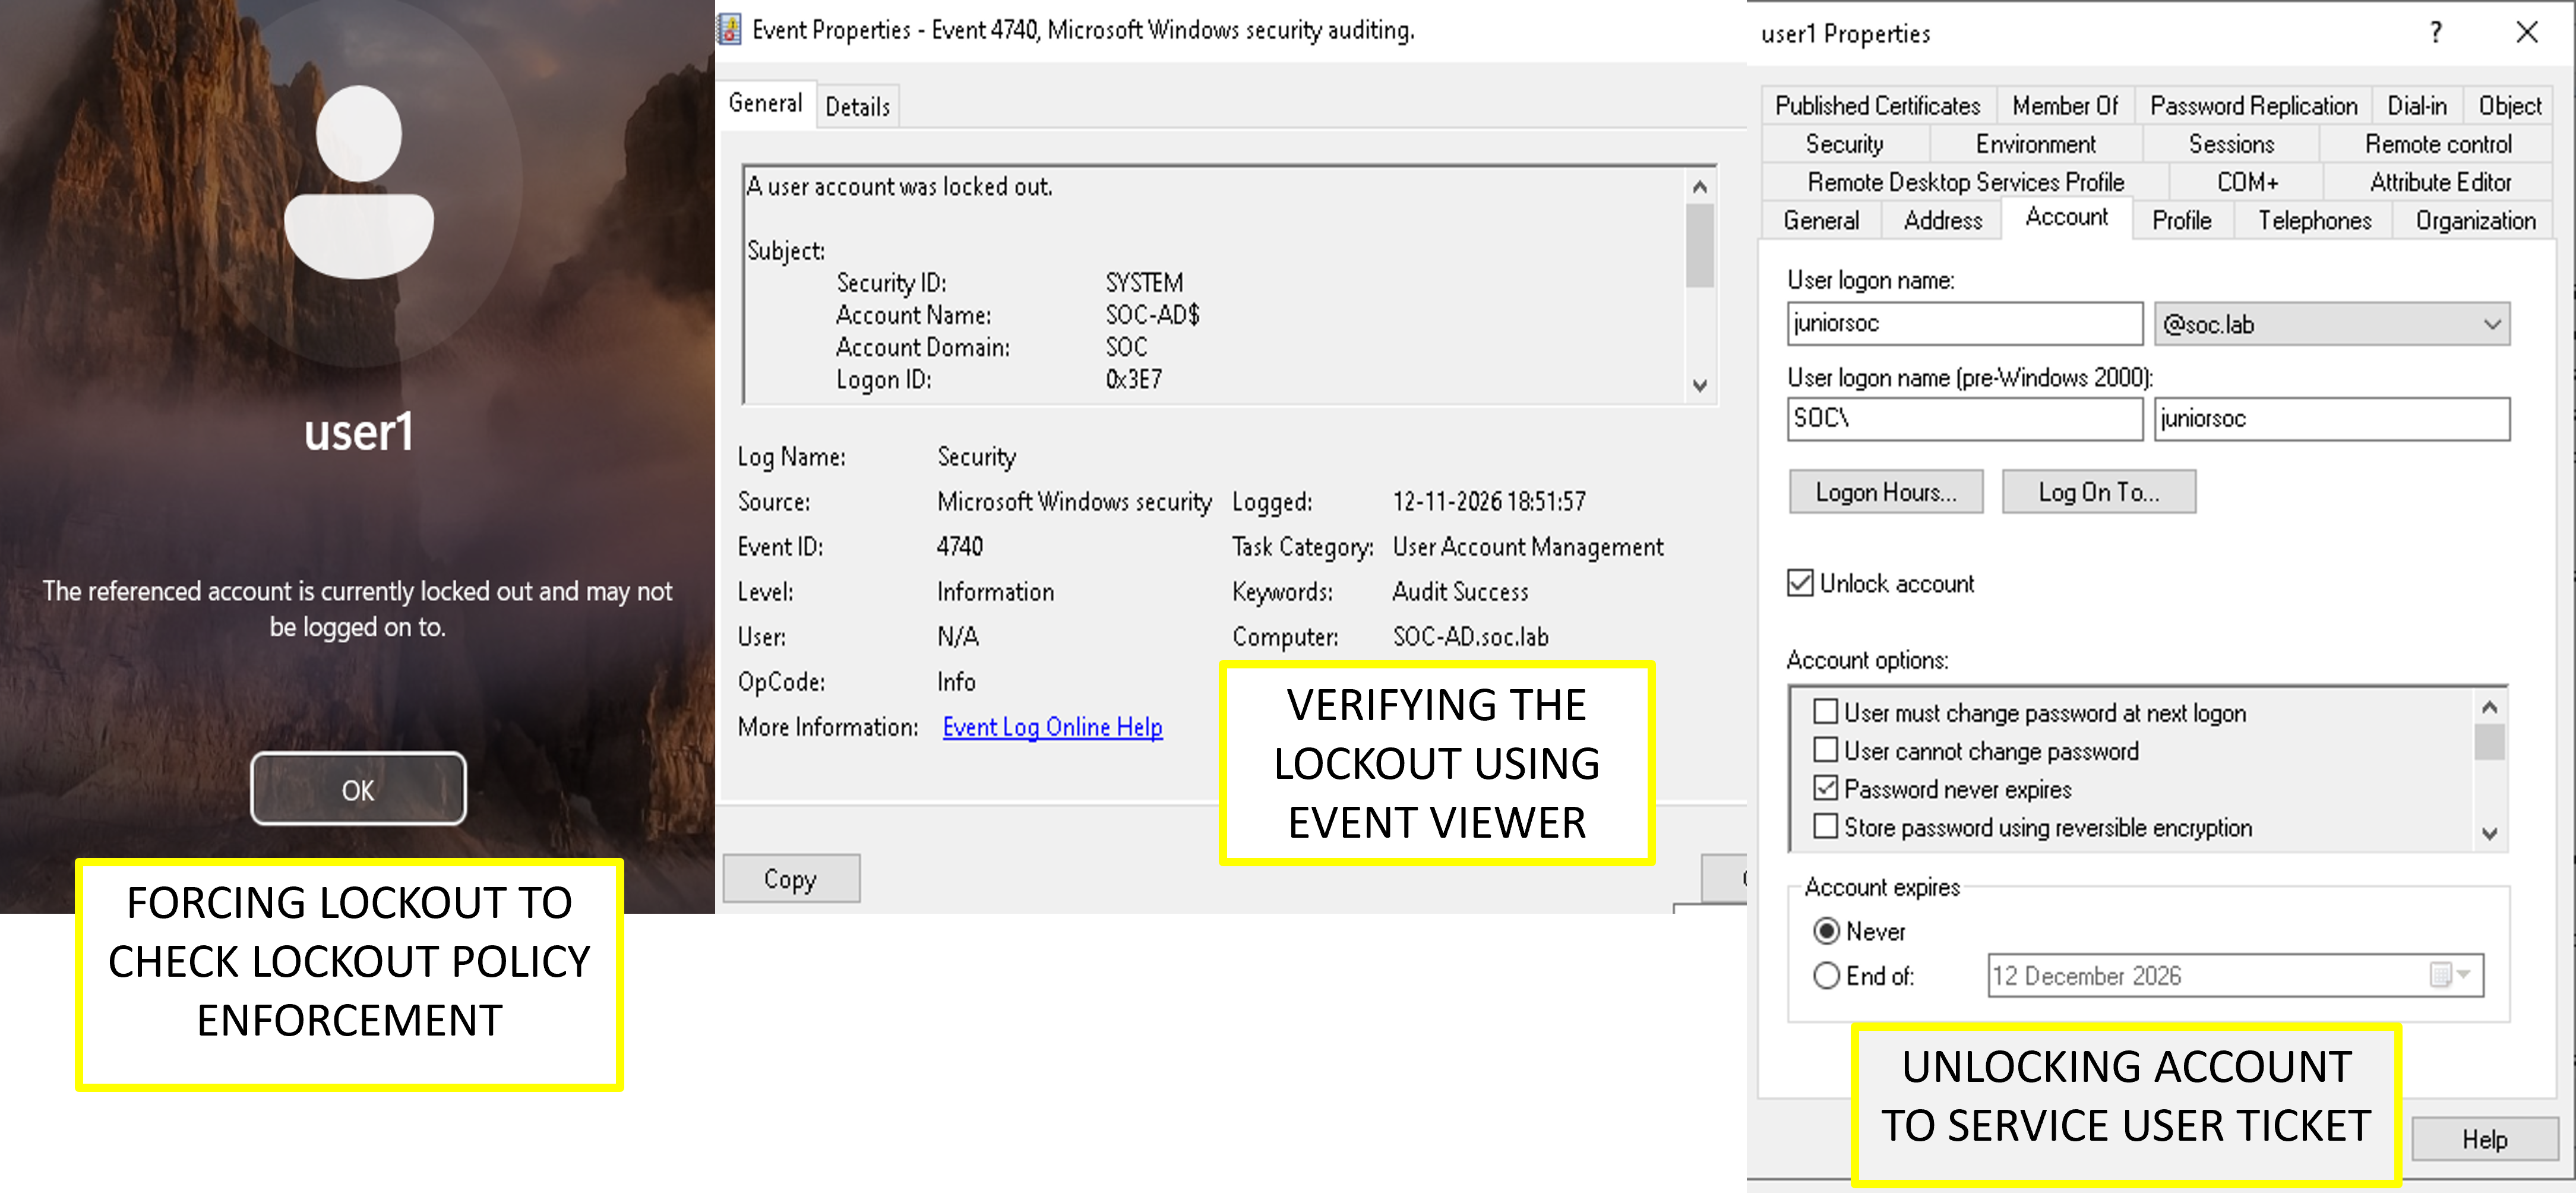 user1
The referenced account is currently locked out and may not
be logged on to.
OK
FORCING LOCKOUT TO
CHECK LOCKOUT POLICY
ENFORCEMENT
Event Properties - Event 4740, Microsoft Windows security auditing.
General Details
A user account was locked out.
Subject:
Security ID: SYSTEM
Account Name: SOC-AD$
Account Domain: SOC
Logon ID: 0x3E7
Log Name: Security
Source: Microsoft Windows security Logged: 12-11-2026 18:51:57
Event ID: 4740 Task Category: User Account Management
Level: Information Keywords: Audit Success
User: N/A Computer: SOC-AD.soc.lab
OpCode: Info
More Information: Event Log Online Help
VERIFYING THE
LOCKOUT USING
EVENT VIEWER
Copy
user1 Properties ?
Published Certificates Member Of Password Replication Dial-in Object
Security Environment Sessions Remote control
Remote Desktop Services Profile COM+ Attribute Editor
General Address Account Profile Telephones Organization
User logon name:
juniorsoc @soc.lab
User logon name (pre-Windows 2000):
SOC\ juniorsoc
Logon Hours... Log On To...
Unlock account
Account options:
User must change password at next logon
User cannot change password
Password never expires
Store password using reversible encryption
Account expires
Never
End of: 12 December 2026
UNLOCKING ACCOUNT
TO SERVICE USER TICKET
Help